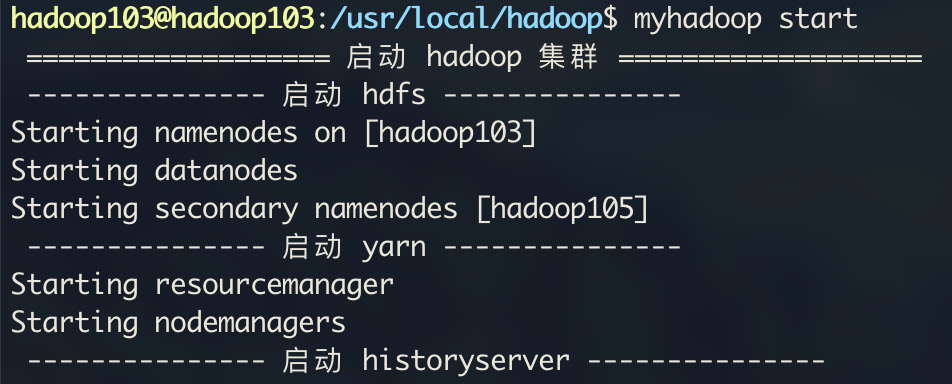 hadoop103@hadoop103:/usr/local/hadoop$ myhadoop start
=================== 启动 hadoop 集群 ===================
--------------- 启动 hdfs ---------------
Starting namenodes on [hadoop103]
Starting datanodes
Starting secondary namenodes [hadoop105]
--------------- 启动 yarn ---------------
Starting resourcemanager
Starting nodemanagers
--------------- 启动 historyserver ---------------